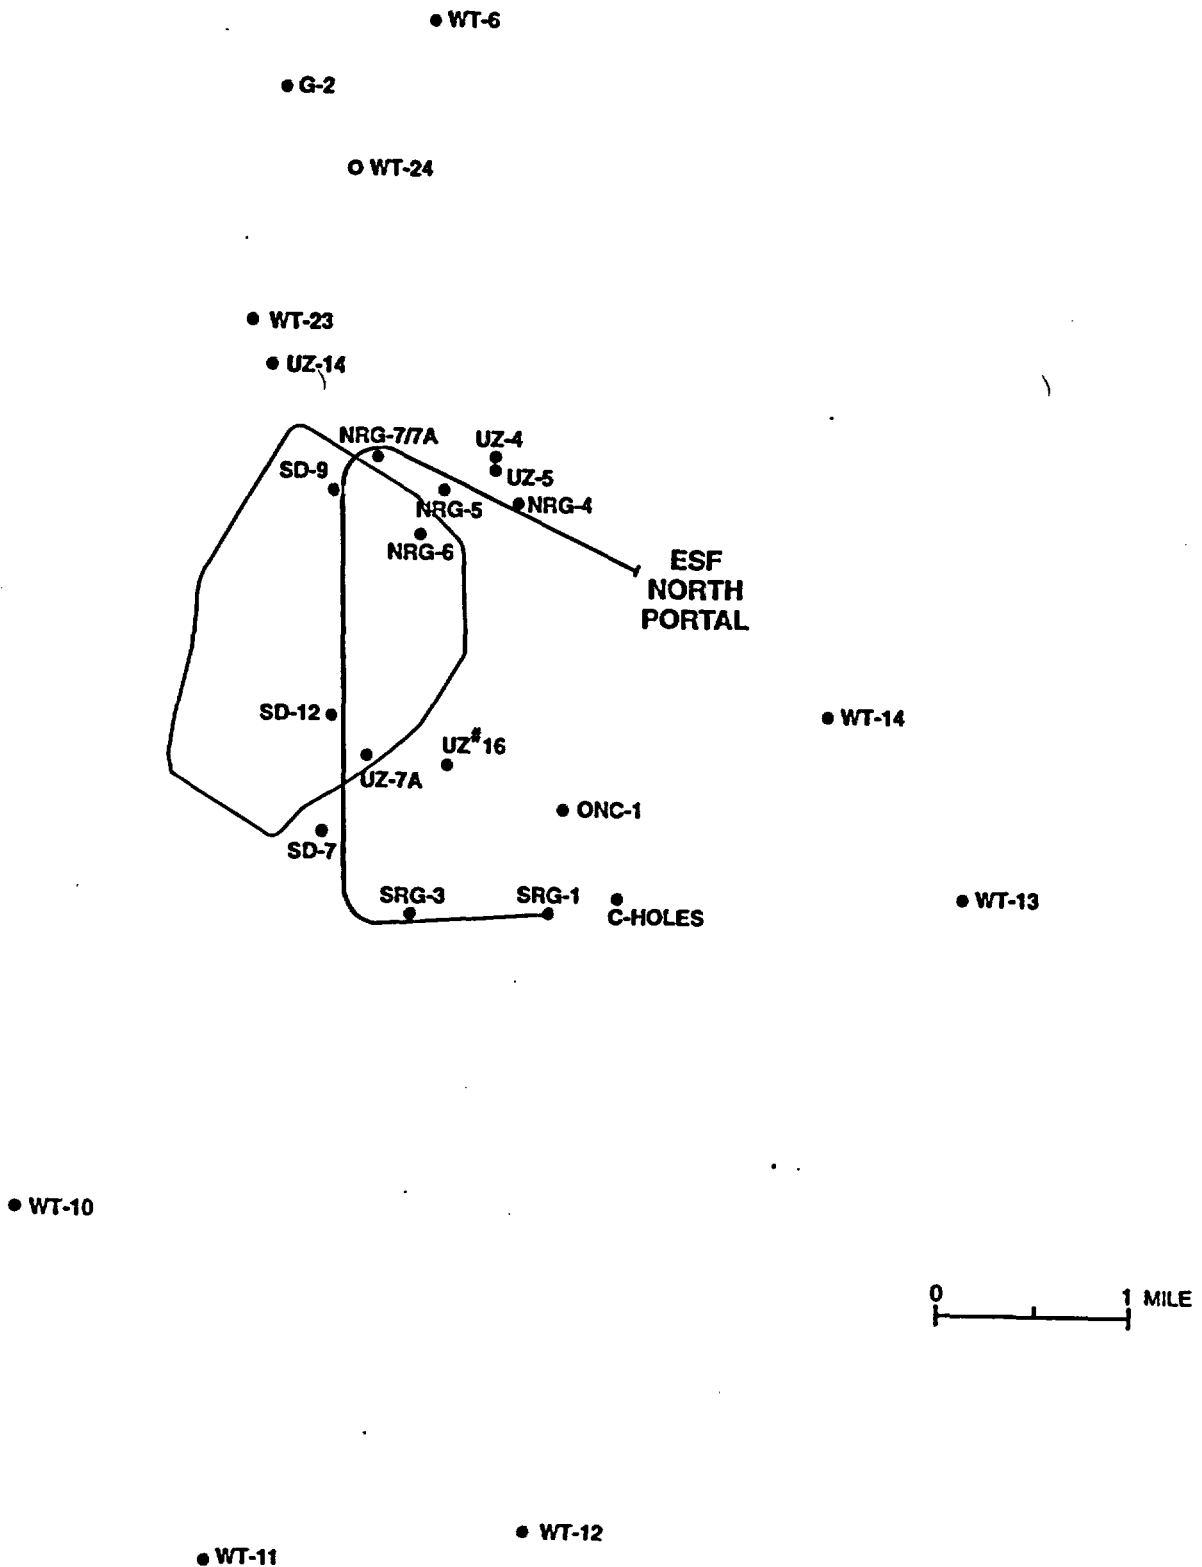 WT-6
G-2
WT-24
WT-23
UZ-14
NRG-7/7A
UZ-4
SD-9
UZ-5
NRG-5
NRG-4
NRG-6
ESF
NORTH
PORTAL
SD-12
WT-14
UZ#16
UZ-7A
ONC-1
SD-7
SRG-3
SRG-1
WT-13
C-HOLES
WT-10
0 1 MILE
WT-12
WT-11